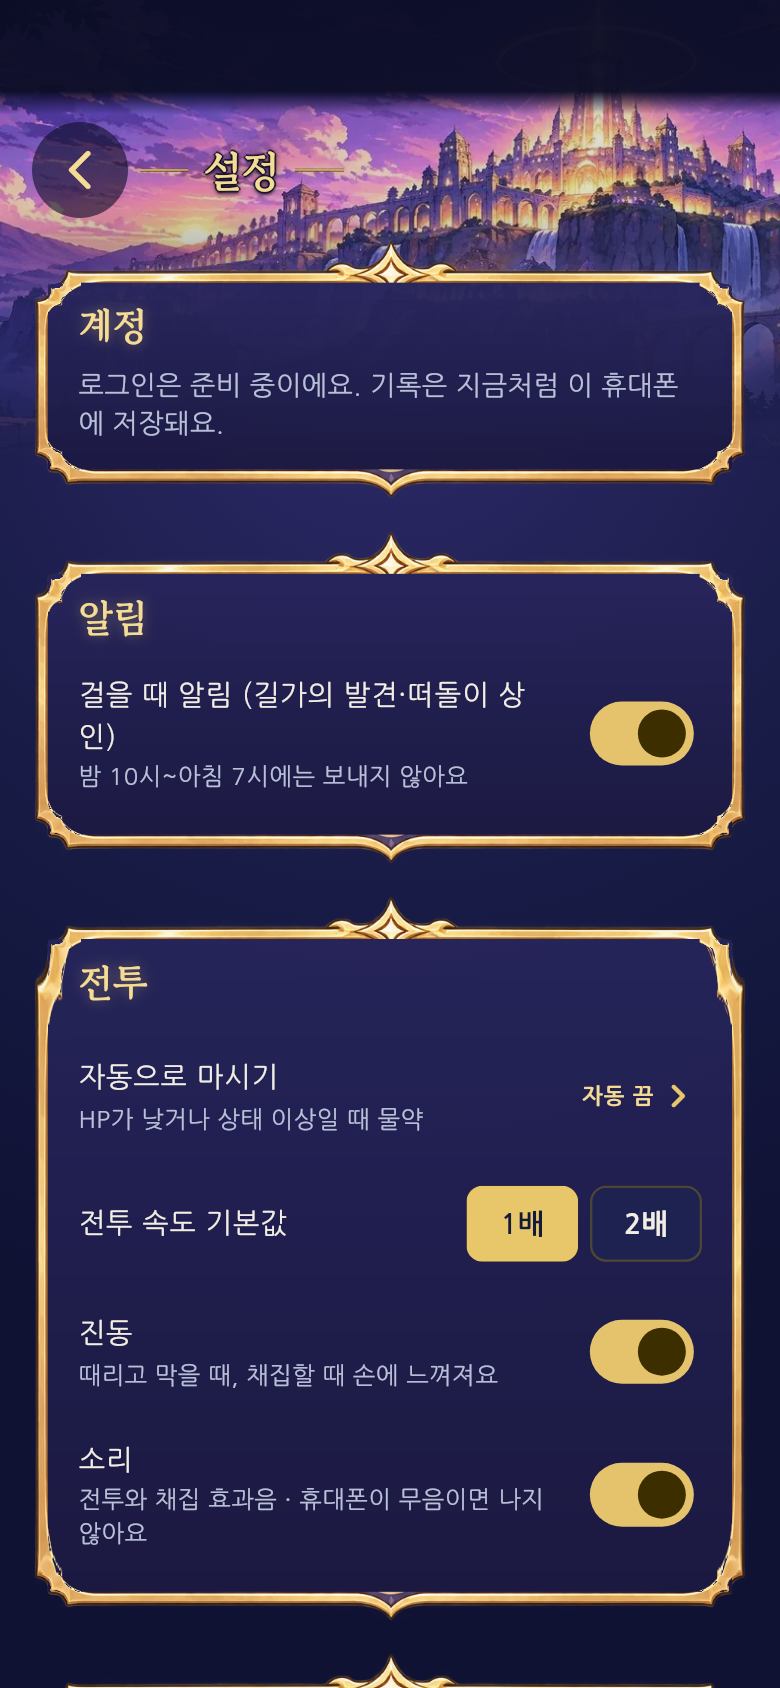 설정
계정
로그인은 준비 중이에요. 기록은 지금처럼 이 휴대폰
에 저장돼요.
알림
걸을 때 알림 (길가의 발견·떠돌이 상
인)
밤 10시~아침 7시에는 보내지 않아요
전투
자동으로 마시기
HP가 낮거나 상태 이상일 때 물약
자동 끔
전투 속도 기본값
1배
2배
진동
때리고 막을 때, 채집할 때 손에 느껴져요
소리
전투와 채집 효과음 · 휴대폰이 무음이면 나지
않아요